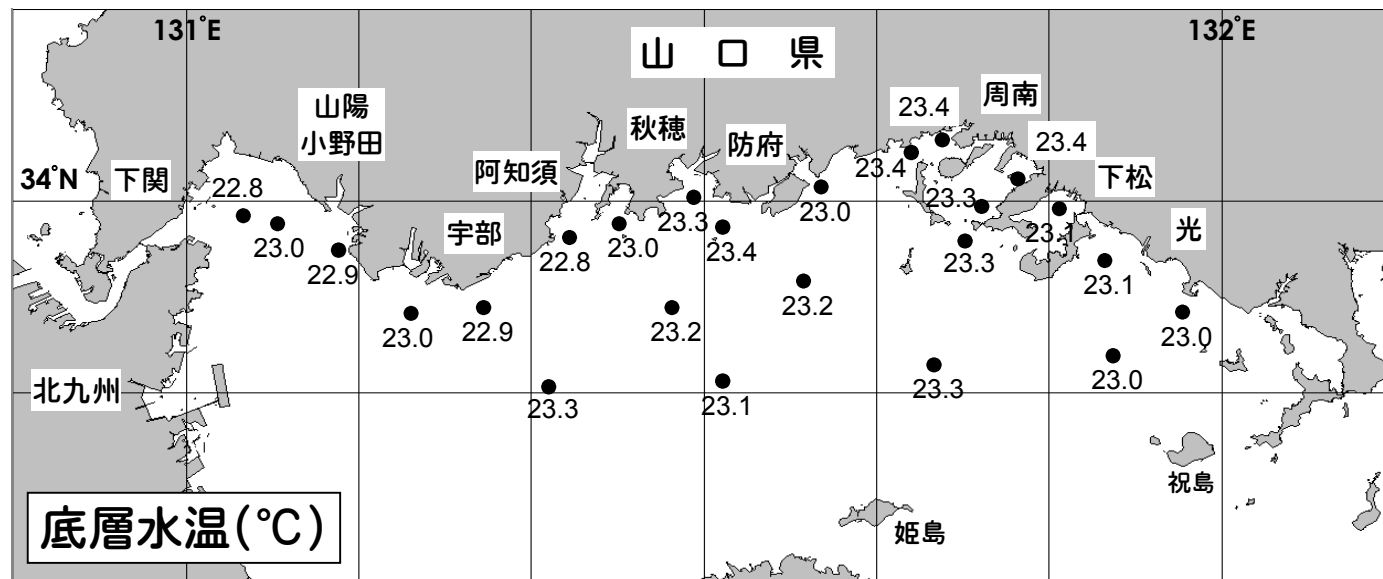 131°E
132°E
山口県
山陽
小野田
秋穂
防府
23.4
周南
23.4
23.4
下松
34°N
下関
22.8
阿知須
23.3
23.0
23.3
23.1
光
23.0
22.9
宇部
22.8
23.0
23.4
23.3
23.1
23.0
22.9
23.2
23.2
23.0
北九州
23.3
23.1
23.3
23.0
祝島
底層水温(℃)
姫島